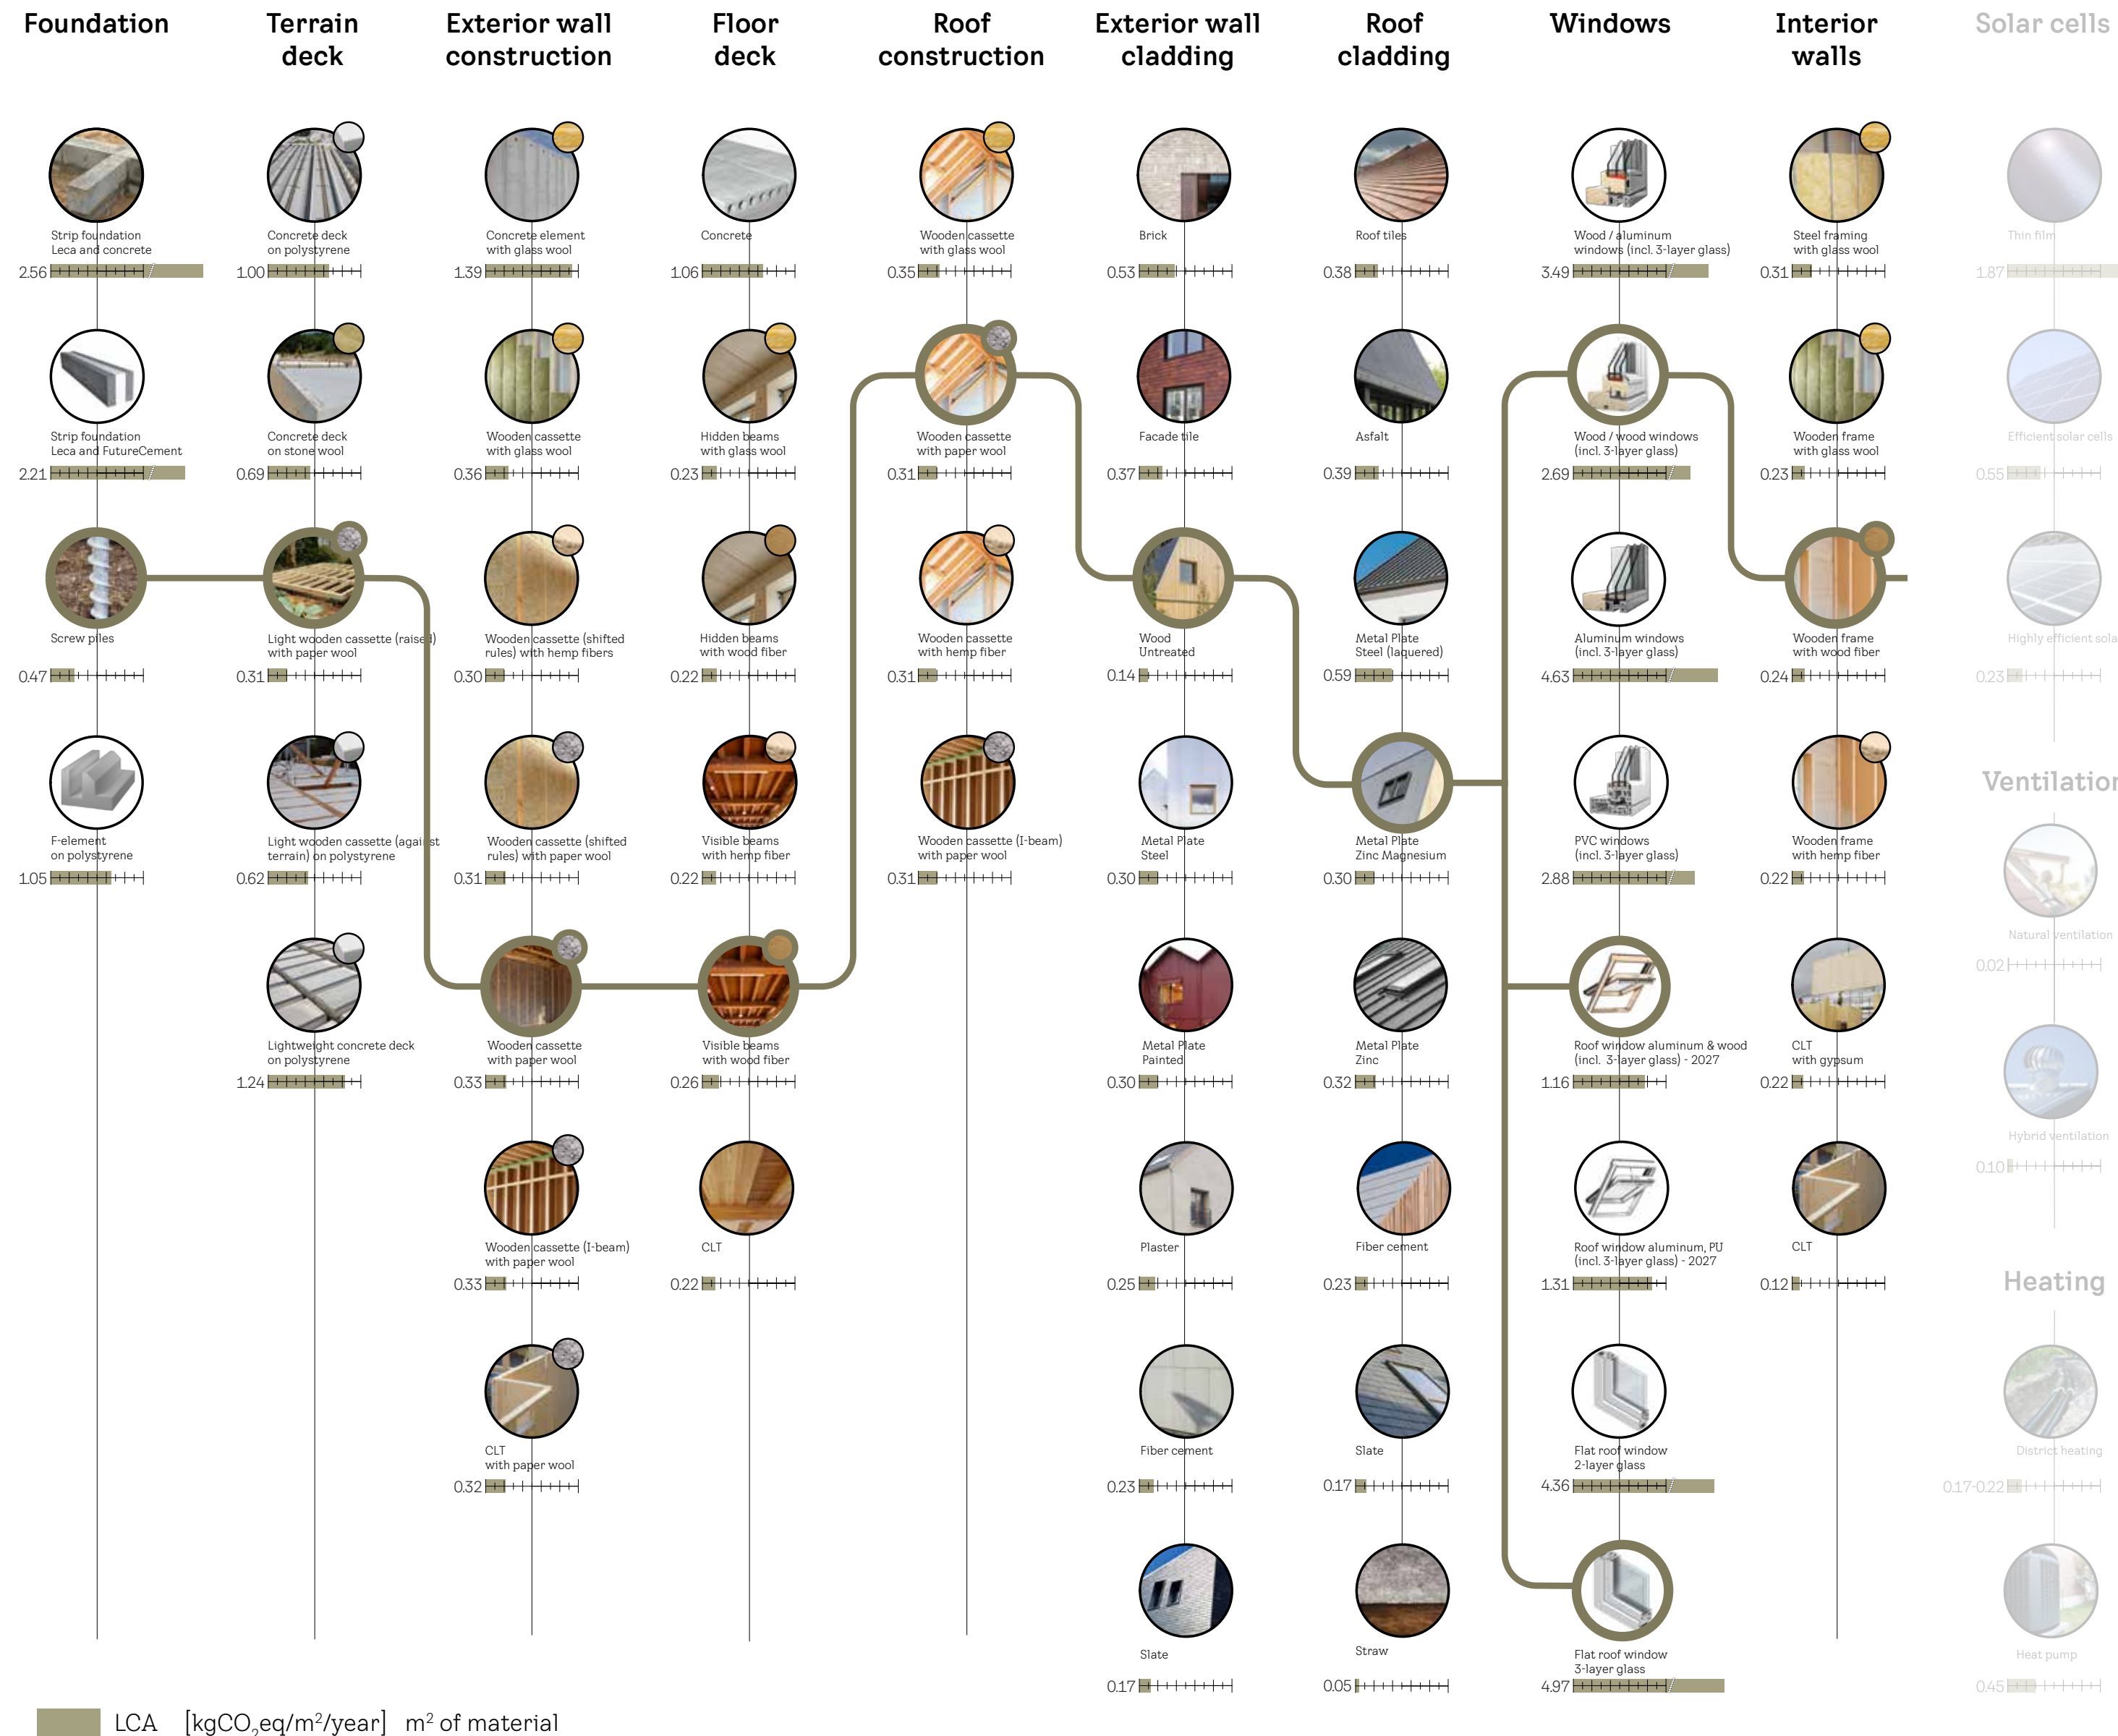 Foundation
Terrain
deck
Exterior wall
construction
Floor
deck
Roof
construction
Exterior wall
cladding
Roof
cladding
Windows
Interior
walls
Solar cells
Strip foundation
Leca and concrete
2.56
Strip foundation
Leca and FutureCement
2.21
Screw piles
0.47
F-element
on polystyrene
1.05
Concrete deck
on polystyrene
1.00
Concrete deck
on stone wool
0.69
Light wooden cassette (raised)
with paper wool
0.31
Light wooden cassette (against
terrain) on polystyrene
0.62
Lightweight concrete deck
on polystyrene
1.24
Concrete element
with glass wool
1.39
Wooden cassette
with glass wool
0.36
Wooden cassette (shifted
rules) with hemp fibers
0.30
Wooden cassette (shifted
rules) with paper wool
0.31
Wooden cassette
with paper wool
0.33
Wooden cassette (I-beam)
with paper wool
0.33
CLT
with paper wool
0.32
Concrete
1.06
Hidden beams
with glass wool
0.23
Hidden beams
with wood fiber
0.22
Visible beams
with hemp fiber
0.22
Visible beams
with wood fiber
0.26
CLT
0.22
Wooden cassette
with glass wool
0.35
Wooden cassette
with paper wool
0.31
Wooden cassette
with hemp fiber
0.31
Wooden cassette (I-beam)
with paper wool
0.31
Brick
0.53
Facade tile
0.37
Wood
Untreated
0.14
Metal Plate
Steel
0.30
Metal Plate
Painted
0.30
Plaster
0.25
Fiber cement
0.23
Slate
0.17
Roof tiles
0.38
Asfalt
0.39
Metal Plate
Steel (laquered)
0.59
Metal Plate
Zinc Magnesium
0.30
Metal Plate
Zinc
0.32
Fiber cement
0.23
Slate
0.17
Straw
0.05
Wood / aluminum
windows (incl. 3-layer glass)
3.49
Wood / wood windows
(incl. 3-layer glass)
2.69
Aluminum windows
(incl. 3-layer glass)
4.63
PVC windows
(incl. 3-layer glass)
2.88
Roof window aluminum & wood
(incl. 3-layer glass) - 2027
1.16
Roof window aluminum, PU
(incl. 3-layer glass) - 2027
1.31
Flat roof window
2-layer glass
4.36
Flat roof window
3-layer glass
4.97
Steel framing
with glass wool
0.31
Wooden frame
with glass wool
0.23
Wooden frame
with wood fiber
0.24
Wooden frame
with hemp fiber
0.22
CLT
with gypsum
0.22
CLT
0.12
Thin film
1.87
Efficient solar cells
0.55
Highly efficient sola
0.23
Ventilation
Natural ventilation
0.02
Hybrid ventilation
0.10
Heating
District heating
0.17-0.22
Heat pump
0.45
LCA [kgCO₂eq/m²/year] m² of material